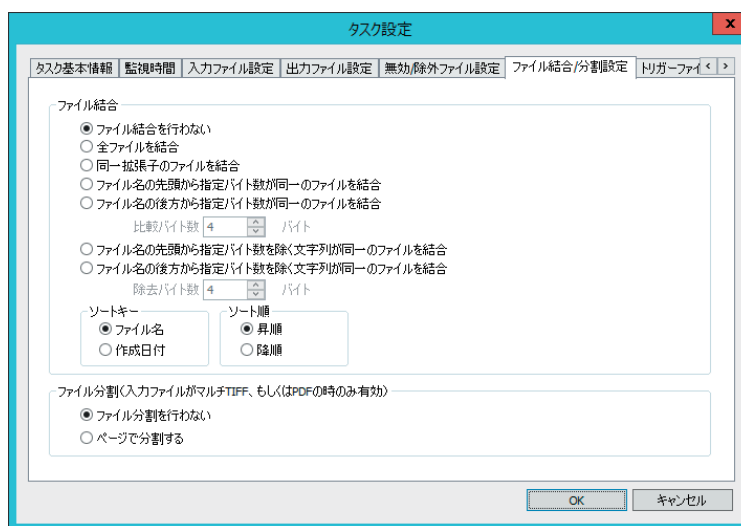 タスク設定
x
タスク基本情報 監視時間 入力ファイル設定 出力ファイル設定 無効/除外ファイル設定 ファイル結合/分割設定 トリガーファイ
ファイル結合
ファイル結合を行わない
全ファイルを結合
同一拡張子のファイルを結合
ファイル名の先頭から指定バイト数が同一のファイルを結合
ファイル名の後方から指定バイト数が同一のファイルを結合
比較バイト数 4 バイト
ファイル名の先頭から指定バイト数を除く文字列が同一のファイルを結合
ファイル名の後方から指定バイト数を除く文字列が同一のファイルを結合
除去バイト数 4 バイト
ソートキー ソート順
ファイル名 昇順
作成日付 降順
ファイル分割(入力ファイルがマルチTIFF、もしくはPDFの時のみ有効)
ファイル分割を行わない
ページで分割する
OK キャンセル